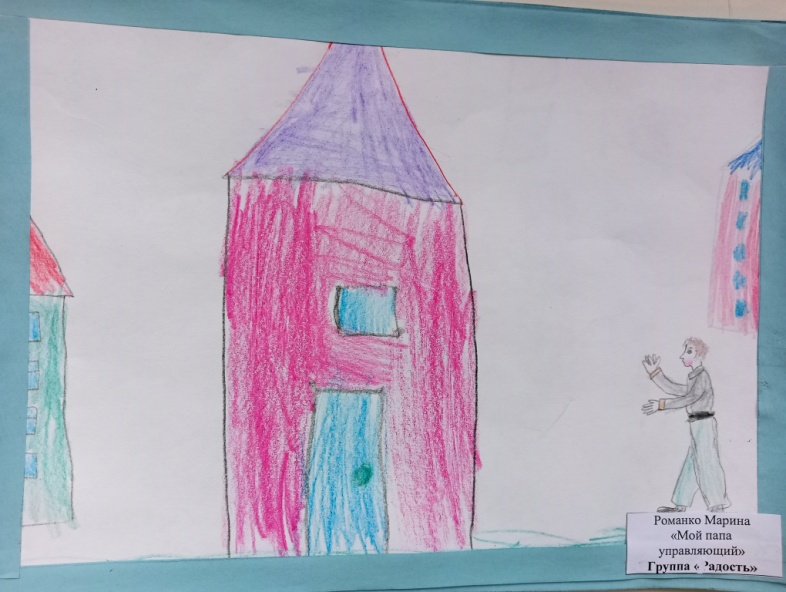 Романко Марина
«Мой папа
управляющий»
Группа «Радость»